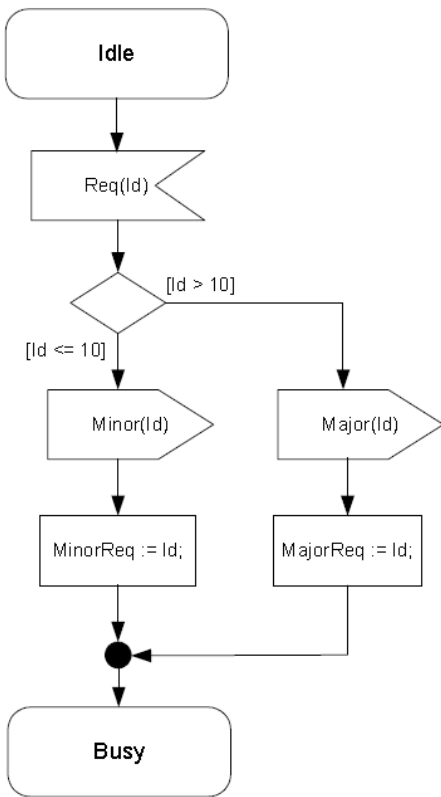 Idle
Req(Id)
[Id > 10]
[Id <= 10]
Minor(Id)
Major(Id)
MinorReq := Id;
MajorReq := Id;
Busy